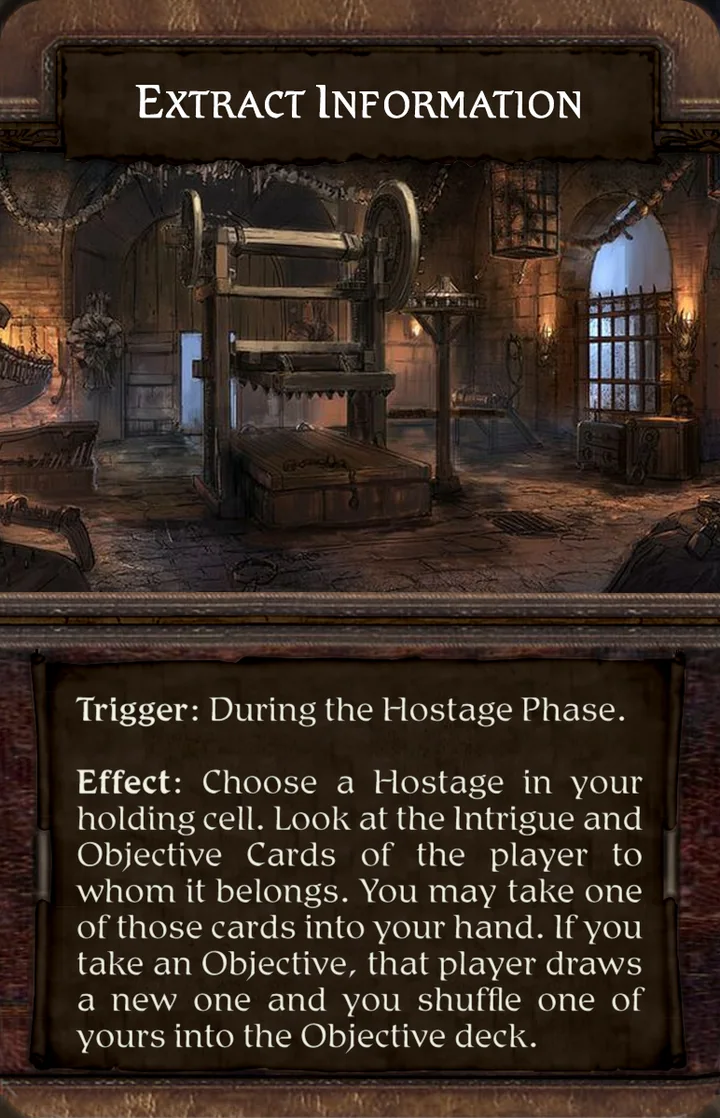 Extract Information
Trigger: During the Hostage Phase.
Effect: Choose a Hostage in your
holding cell. Look at the Intrigue and
Objective Cards of the player to
whom it belongs. You may take one
of those cards into your hand. If you
take an Objective, that player draws
a new one and you shuffle one of
yours into the Objective deck.